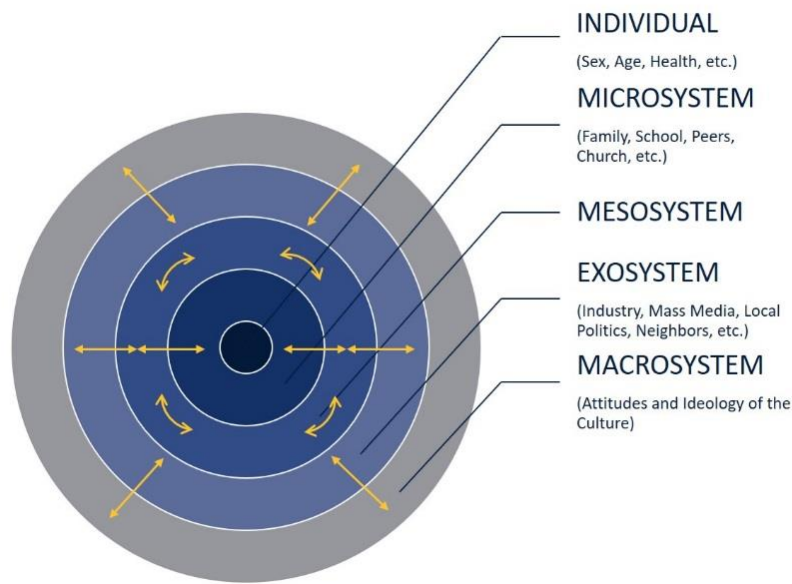 INDIVIDUAL
(Sex, Age, Health, etc.)
MICROSYSTEM
(Family, School, Peers,
Church, etc.)
MESOSYSTEM
EXOSYSTEM
(Industry, Mass Media, Local
Politics, Neighbors, etc.)
MACROSYSTEM
(Attitudes and Ideology of the
Culture)